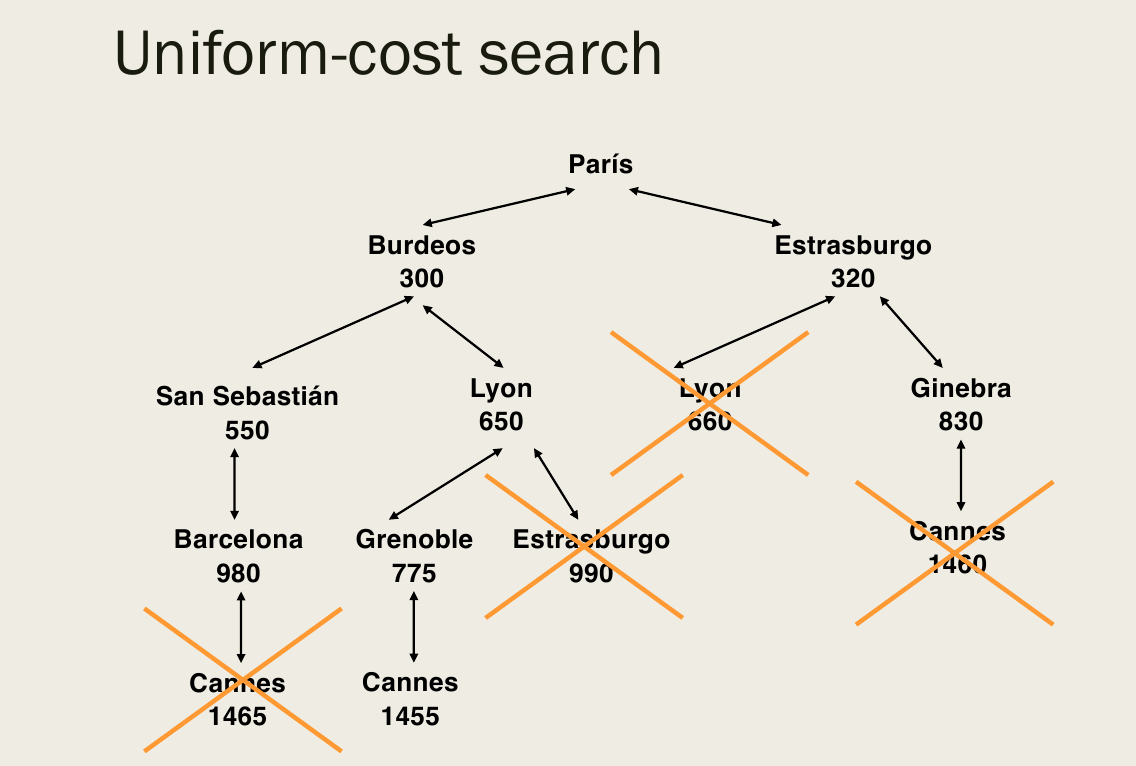 Uniform-cost search
París
Burdeos
300
Estrasburgo
320
San Sebastián
550
Lyon
650
Lyon
660
Ginebra
830
Barcelona
980
Grenoble
775
Estrasburgo
990
Cannes
1460
Cannes
1465
Cannes
1455